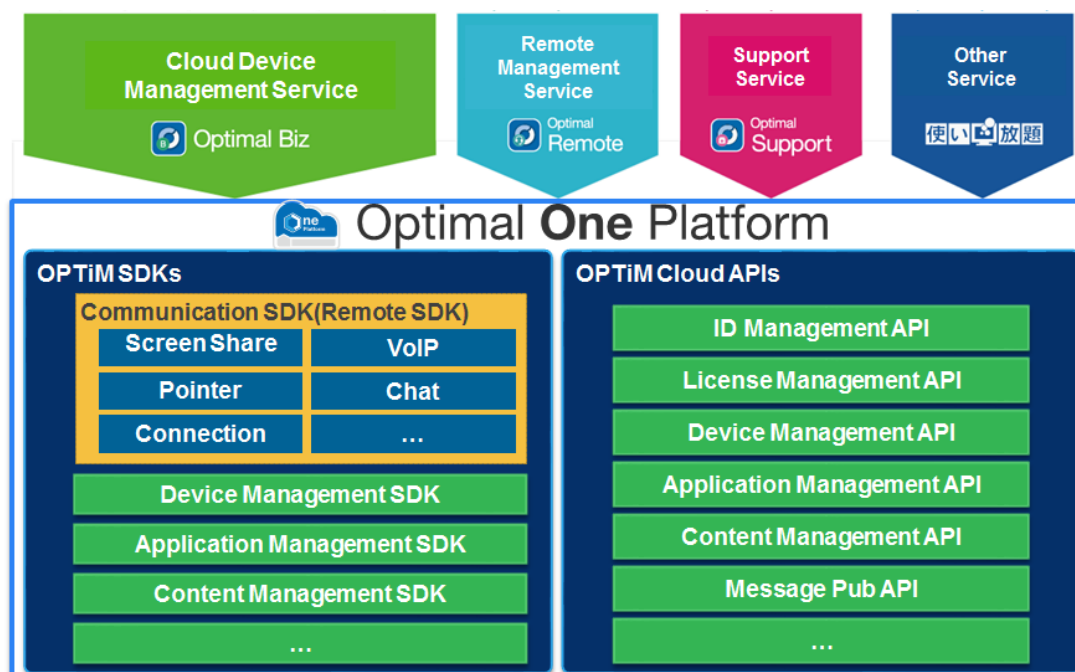 Cloud Device
Management Service
Optimal Biz
Remote
Management
Service
Optimal
Remote
Support
Service
Optimal
Support
Other
Service
使い放題
One
Platform
Optimal One Platform
OPTiM SDKs
Communication SDK(Remote SDK)
Screen Share
VoIP
Pointer
Chat
Connection
...
Device Management SDK
Application Management SDK
Content Management SDK
...
OPTiM Cloud APIs
ID Management API
License Management API
Device Management API
Application Management API
Content Management API
Message Pub API
...